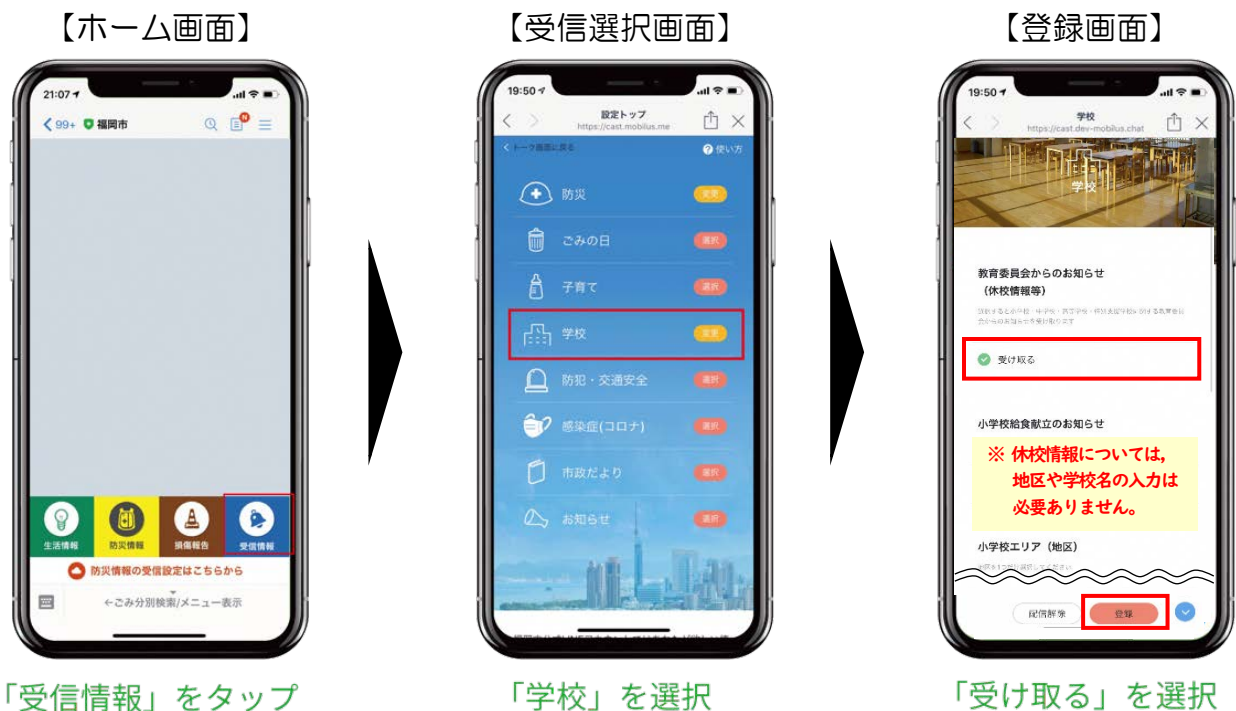 【ホーム画面】
21:07
99+ 福岡市
N
生活情報
防災情報
損傷報告
受信情報
防災情報の受信設定はこちらから
←ごみ分別検索/メニュー表示
「受信情報」をタップ
【受信選択画面】
19:50
設定トップ
https://cast.mobilus.me
トーク画面に戻る
? 使い方
防災 変更
ごみの日 選択
子育て 選択
学校 変更
防犯・交通安全 選択
感染症(コロナ) 選択
市政だより 選択
お知らせ 選択
「学校」を選択
【登録画面】
19:50
学校
https://cast.dev-mobilus.chat
学校
教育委員会からのお知らせ
（休校情報等）
受け取る
小学校給食献立のお知らせ
※ 休校情報については,
地区や学校名の入力は
必要ありません。
小学校エリア（地区）
配信解除
登録
「受け取る」を選択